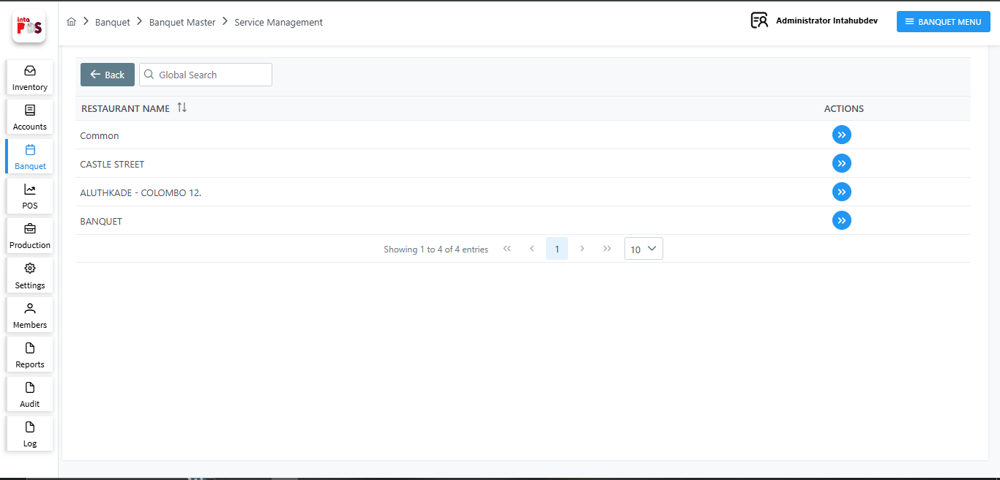 Inta
POS
Banquet
Banquet Master
Service Management
Administrator Intahubdev
BANQUET MENU
Inventory
Accounts
Banquet
POS
Production
Settings
Members
Reports
Audit
Log
Back
Global Search
RESTAURANT NAME
ACTIONS
Common
CASTLE STREET
ALUTHKADE - COLOMBO 12.
BANQUET
Showing 1 to 4 of 4 entries
1
10